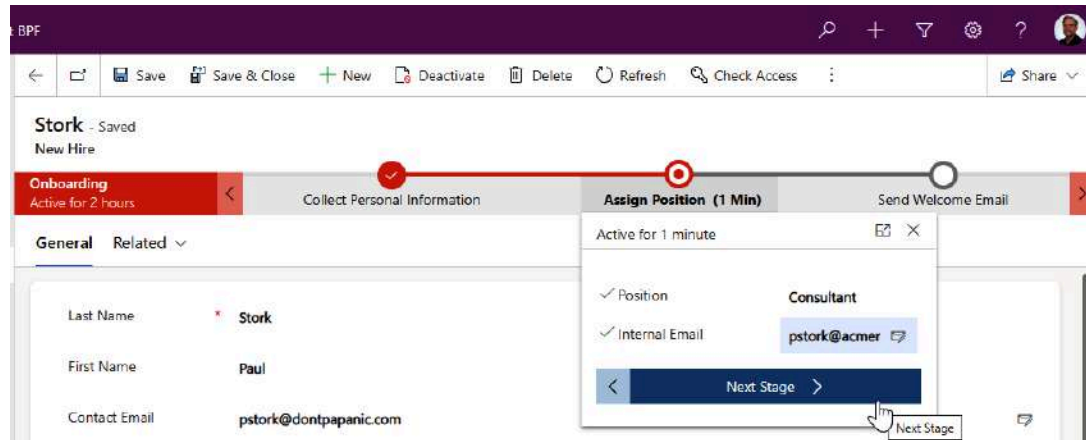 BPF
Save Save & Close New Deactivate Delete Refresh Check Access Share
Stork - Saved
New Hire
Onboarding
Active for 2 hours
Collect Personal Information
Assign Position (1 Min)
Send Welcome Email
General Related
Active for 1 minute
Position Consultant
Internal Email pstork@acmer
Next Stage
Next Stage
Last Name * Stork
First Name Paul
Contact Email pstork@dontpapanic.com